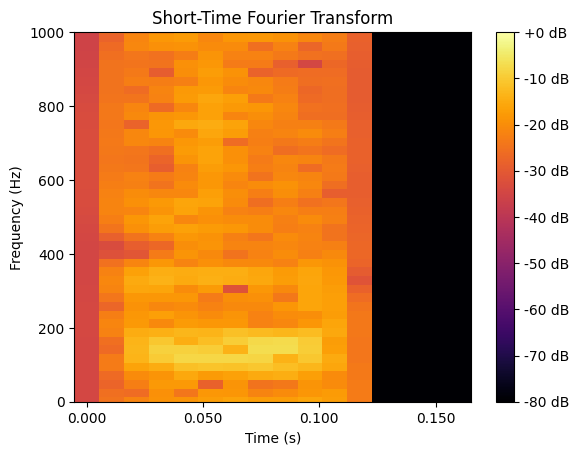 Short-Time Fourier Transform
Frequency (Hz)
1000
800
600
400
200
0
0.000
0.050
0.100
0.150
Time (s)
+0 dB
-10 dB
-20 dB
-30 dB
-40 dB
-50 dB
-60 dB
-70 dB
-80 dB